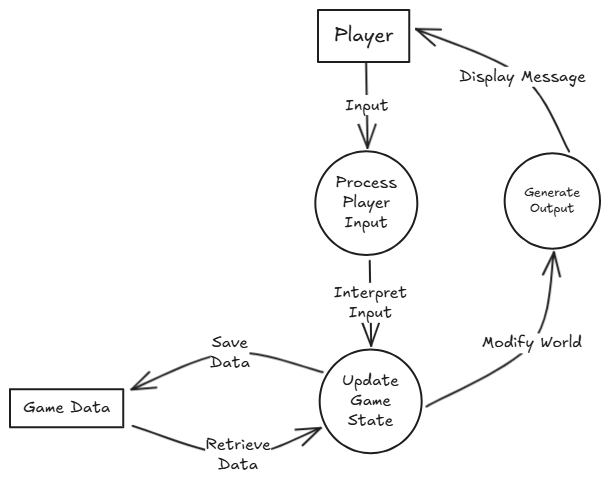 Player
Display Message
Input
Process
Player
Input
Generate
Output
Interpret
Input
Modify World
Save
Data
Update
Game
State
Game Data
Retrieve
Data